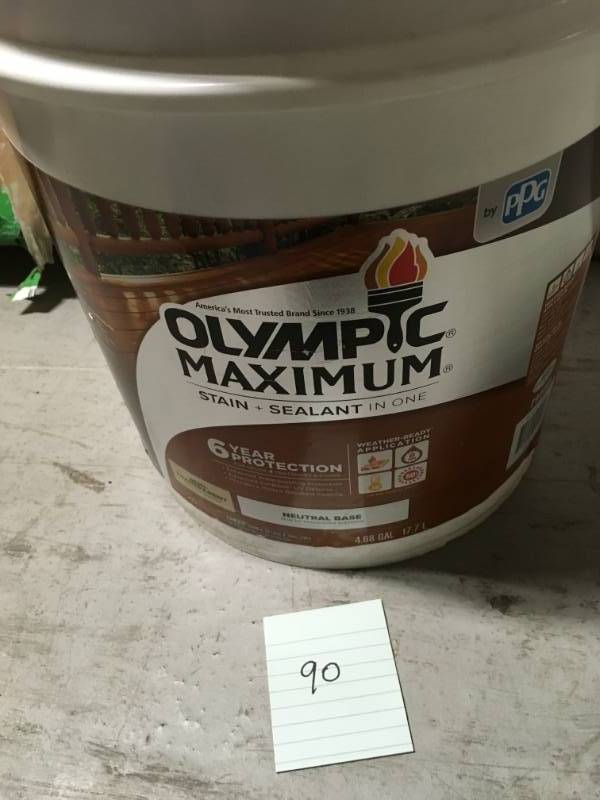 by PPG
America's Most Trusted Brand Since 1938
OLYMPIC®
MAXIMUM®
STAIN + SEALANT IN ONE
6 YEAR
PROTECTION
WEATHER-READY
APPLICATION
NEUTRAL BASE
4.68 GAL 17.7 L
90